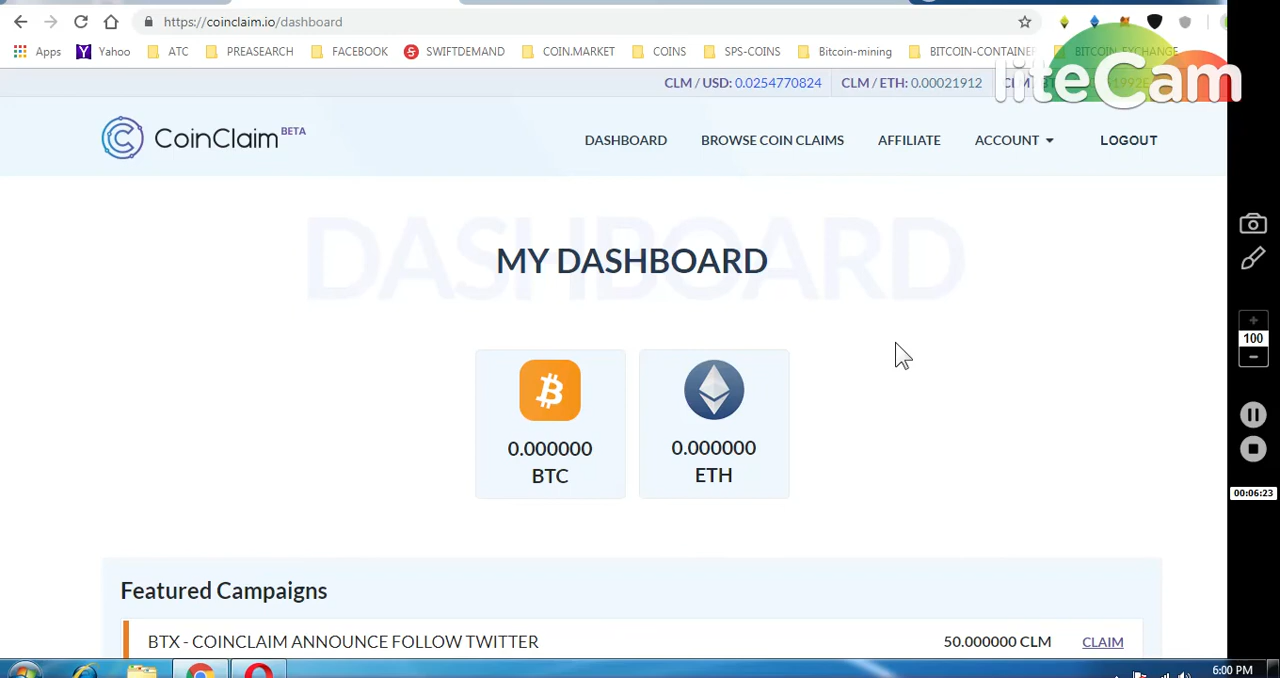 https://coinclaim.io/dashboard
Apps Yahoo ATC PREASEARCH FACEBOOK SWIFTDEMAND COIN.MARKET COINS SPS-COINS Bitcoin-mining BITCOIN-CONTAINER BITCOIN-EXCHANGE
CLM / USD: 0.0254770824 CLM / ETH: 0.00021912
liteCam
CoinClaim BETA
DASHBOARD BROWSE COIN CLAIMS AFFILIATE ACCOUNT LOGOUT
DASHBOARD
MY DASHBOARD
0.000000 0.000000
BTC ETH
Featured Campaigns
BTX - COINCLAIM ANNOUNCE FOLLOW TWITTER 50.000000 CLM CLAIM
100
00:06:23
6:00 PM